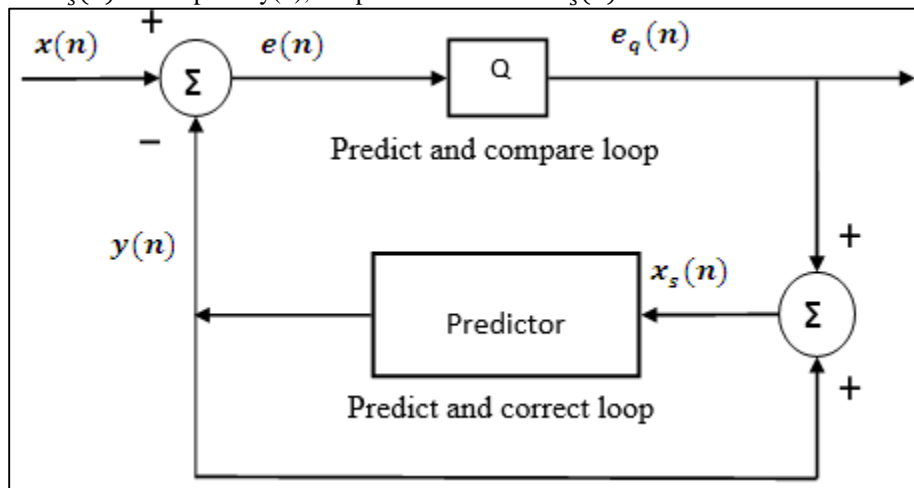 +
x(n)
e(n)
e_q(n)
Σ
Q
−
Predict and compare loop
y(n)
+
x_s(n)
Predictor
Σ
+
Predict and correct loop